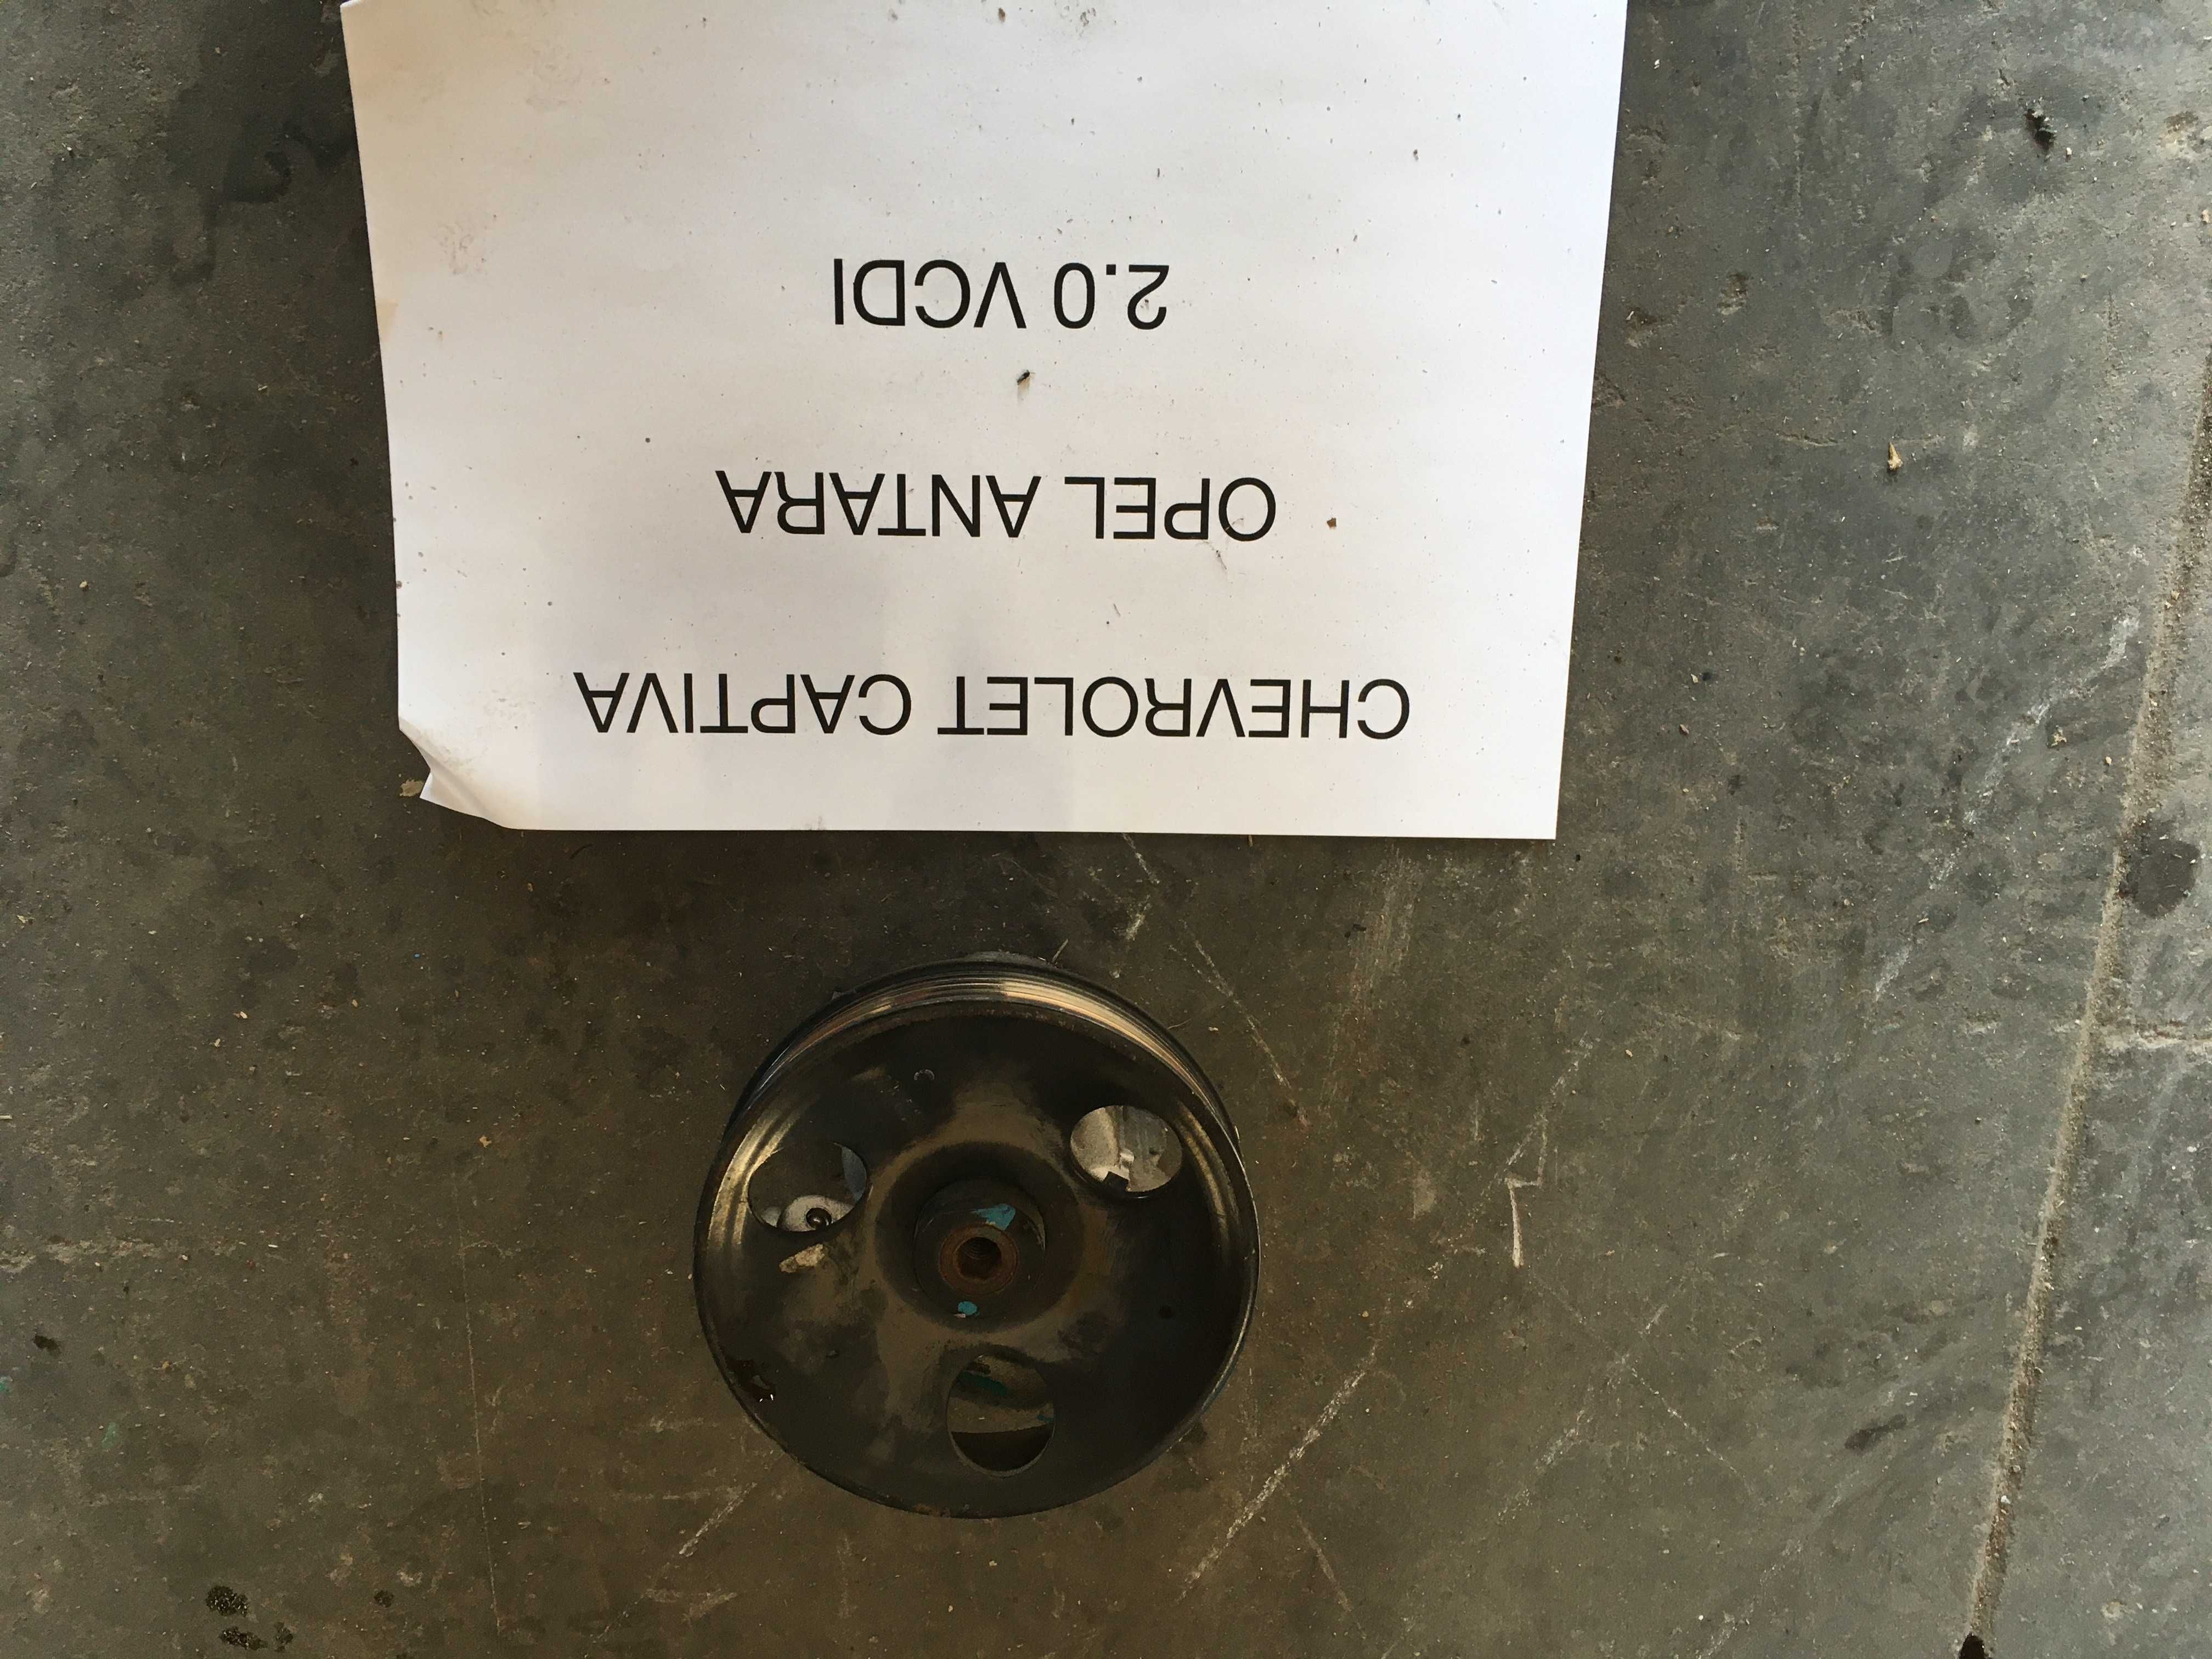 CHEVROLET CAPTIVA
OPEL ANTARA
2.0 VCDI